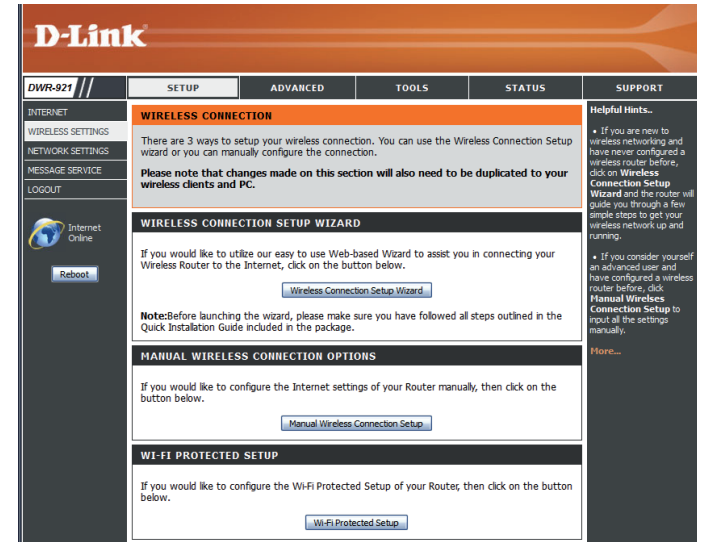 D-Link
DWR-921
SETUP
ADVANCED
TOOLS
STATUS
SUPPORT
INTERNET
WIRELESS SETTINGS
NETWORK SETTINGS
MESSAGE SERVICE
LOGOUT
Internet
Online
Reboot
WIRELESS CONNECTION
There are 3 ways to setup your wireless connection. You can use the Wireless Connection Setup
wizard or you can manually configure the connection.
Please note that changes made on this section will also need to be duplicated to your
wireless clients and PC.
WIRELESS CONNECTION SETUP WIZARD
If you would like to utilize our easy to use Web-based Wizard to assist you in connecting your
Wireless Router to the Internet, click on the button below.
Wireless Connection Setup Wizard
Note:Before launching the wizard, please make sure you have followed all steps outlined in the
Quick Installation Guide included in the package.
MANUAL WIRELESS CONNECTION OPTIONS
If you would like to configure the Internet settings of your Router manually, then click on the
button below.
Manual Wireless Connection Setup
WI-FI PROTECTED SETUP
If you would like to configure the Wi-Fi Protected Setup of your Router, then click on the button
below.
Wi-Fi Protected Setup
Helpful Hints..
• If you are new to
wireless networking and
have never configured a
wireless router before,
click on Wireless
Connection Setup
Wizard and the router will
guide you through a few
simple steps to get your
wireless network up and
running.
• If you consider yourself
an advanced user and
have configured a wireless
router before, click
Manual Wirelses
Connection Setup to
input all the settings
manually.
More...